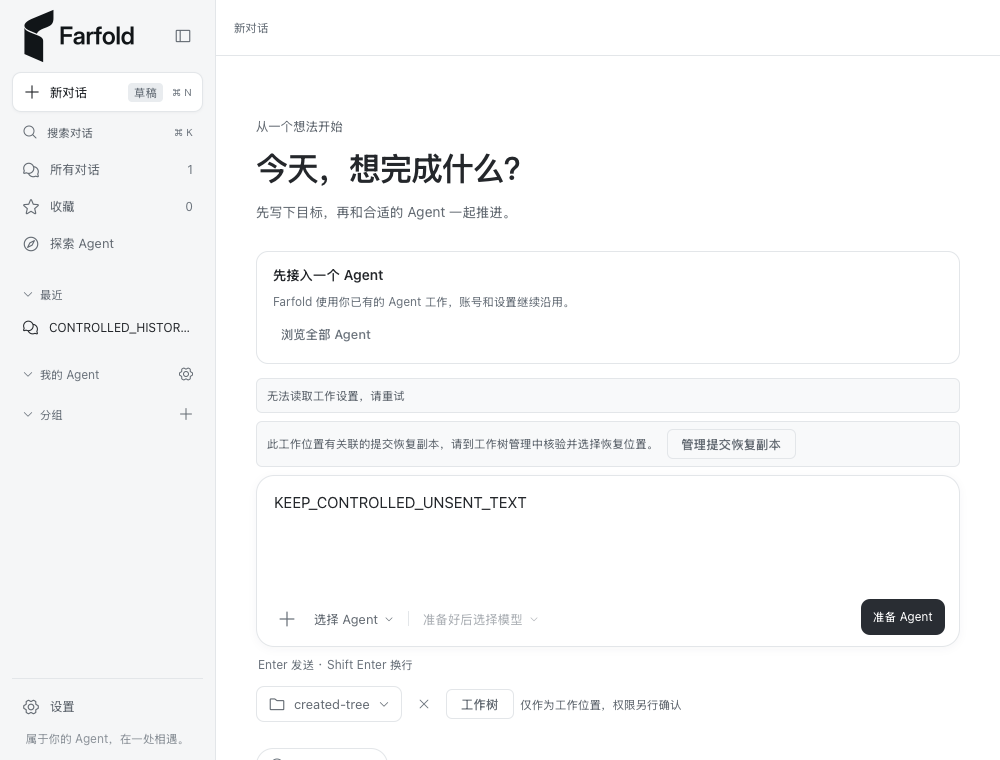 Farfold
新对话 草稿 ⌘ N
搜索对话 ⌘ K
所有对话 1
收藏 0
探索 Agent
最近
CONTROLLED_HISTOR...
我的 Agent
分组
设置
属于你的 Agent，在一处相遇。
新对话
从一个想法开始
今天，想完成什么?
先写下目标，再和合适的 Agent 一起推进。
先接入一个 Agent
Farfold 使用你已有的 Agent 工作，账号和设置继续沿用。
浏览全部 Agent
无法读取工作设置，请重试
此工作位置有关联的提交恢复副本，请到工作树管理中核验并选择恢复位置。 管理提交恢复副本
KEEP_CONTROLLED_UNSENT_TEXT
选择 Agent 准备好后选择模型 准备 Agent
Enter 发送 · Shift Enter 换行
created-tree 工作树 仅作为工作位置，权限另行确认